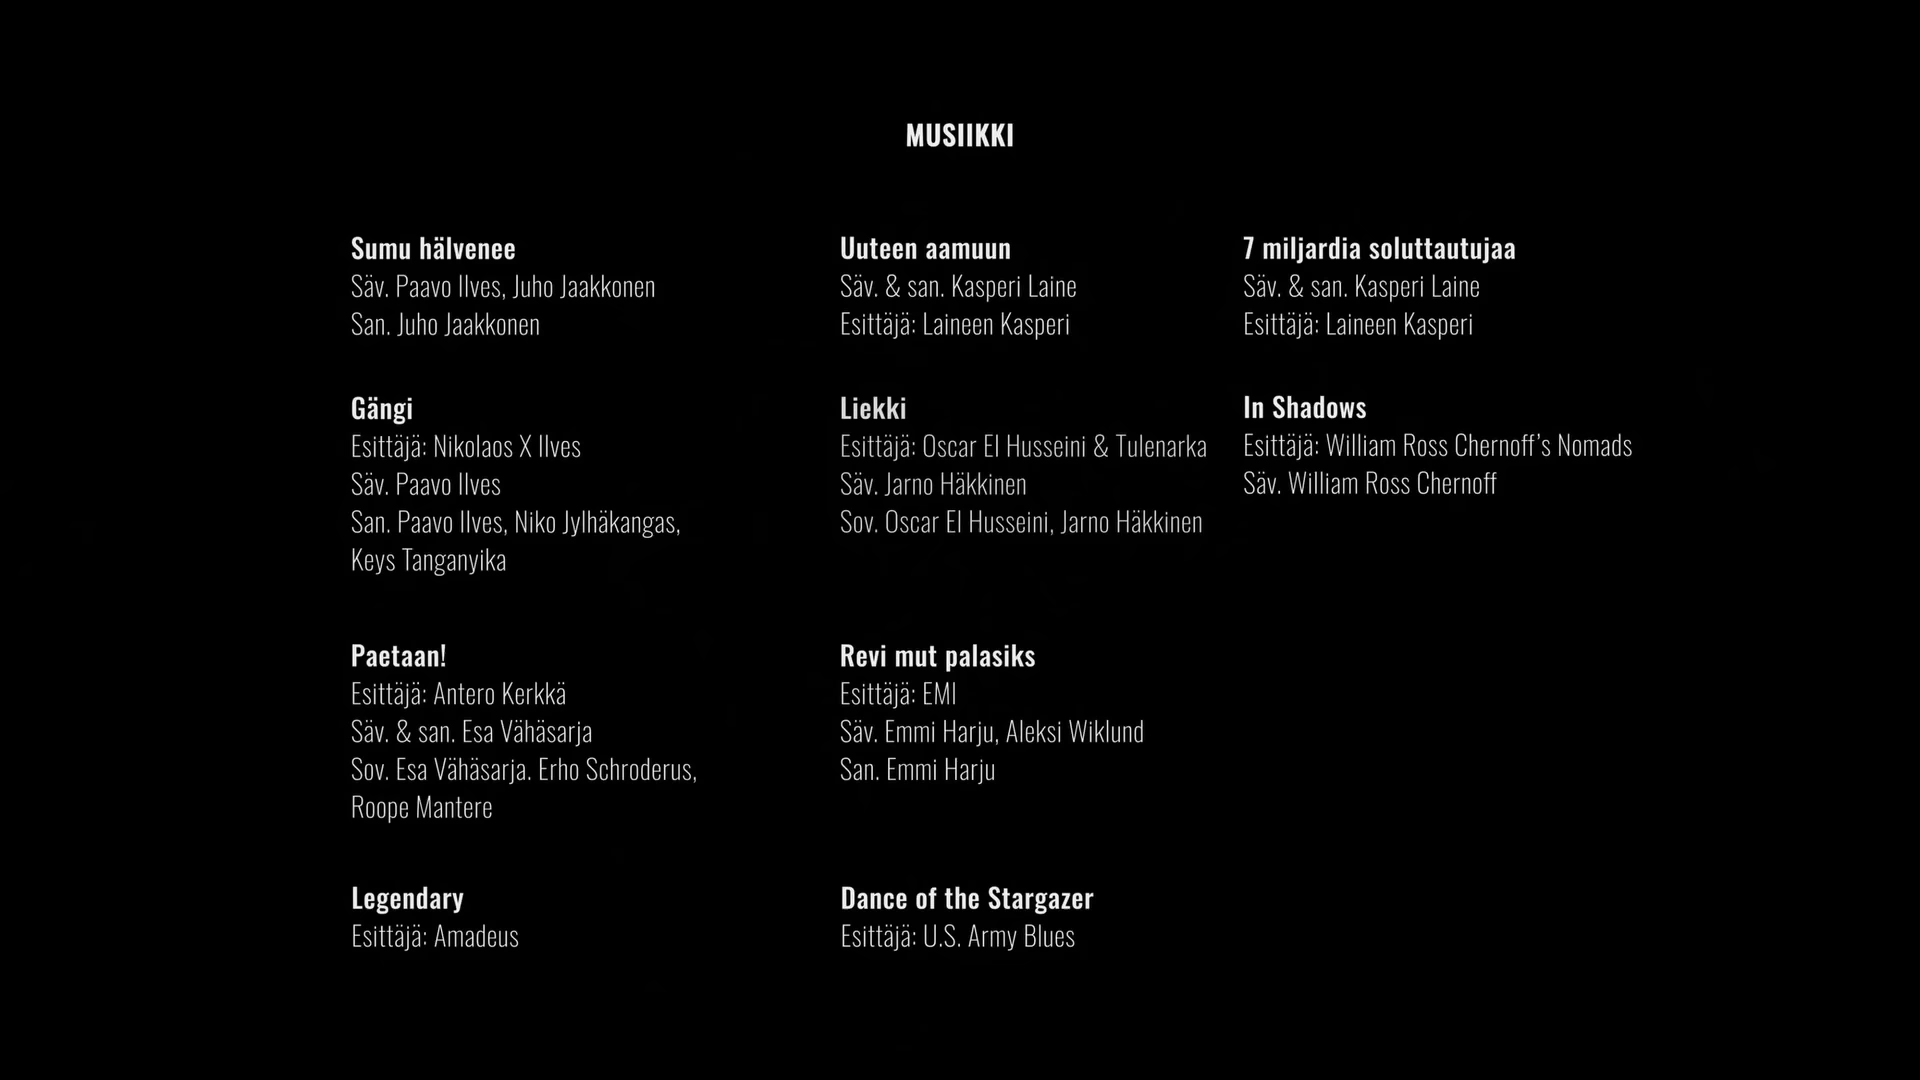 MUSIIKKI
Sumu hälvenee
Säv. Paavo Ilves, Juho Jaakkonen
San. Juho Jaakkonen
Gängi
Esittäjä: Nikolaos X Ilves
Säv. Paavo Ilves
San. Paavo Ilves, Niko Jylhäkangas,
Keys Tanganyika
Paetaan!
Esittäjä: Antero Kerkkä
Säv. & san. Esa Vähäsarja
Sov. Esa Vähäsarja. Erho Schroderus,
Roope Mantere
Legendary
Esittäjä: Amadeus
Uuteen aamuun
Säv. & san. Kasperi Laine
Esittäjä: Laineen Kasperi
Liekki
Esittäjä: Oscar El Husseini & Tulenarka
Säv. Jarno Häkkinen
Sov. Oscar El Husseini, Jarno Häkkinen
Revi mut palasiks
Esittäjä: EMI
Säv. Emmi Harju, Aleksi Wiklund
San. Emmi Harju
Dance of the Stargazer
Esittäjä: U.S. Army Blues
7 miljardia soluttautujaa
Säv. & san. Kasperi Laine
Esittäjä: Laineen Kasperi
In Shadows
Esittäjä: William Ross Chernoff’s Nomads
Säv. William Ross Chernoff